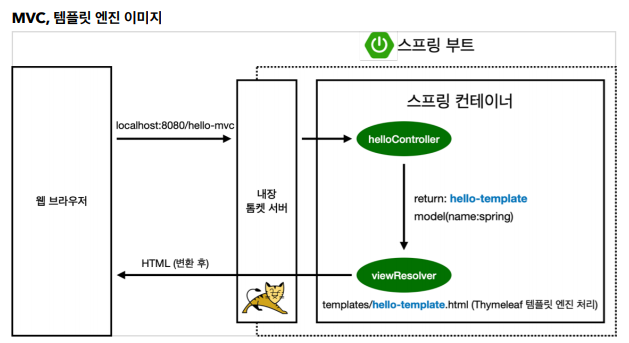 MVC, 템플릿 엔진 이미지
스프링 부트
스프링 컨테이너
localhost:8080/hello-mvc
helloController
웹 브라우저
내장
톰켓 서버
return: hello-template
model(name:spring)
HTML (변환 후)
viewResolver
templates/hello-template.html (Thymeleaf 템플릿 엔진 처리)